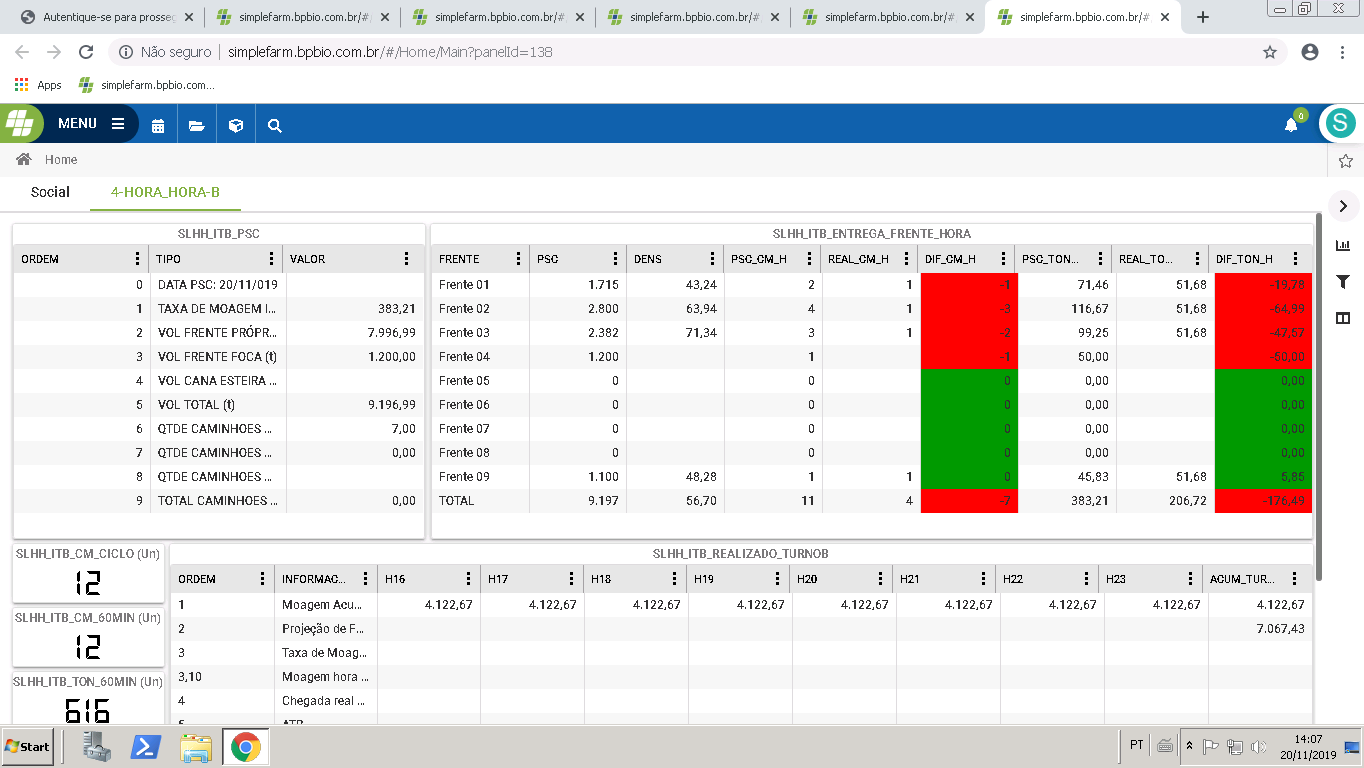 Autentique-se para prosseg
simplefarm.bpbio.com.br/#/
simplefarm.bpbio.com.br/#/
simplefarm.bpbio.com.br/#/
simplefarm.bpbio.com.br/#/
simplefarm.bpbio.com.br/#
Não seguro | simplefarm.bpbio.com.br/#/Home/Main?panelId=138
Apps simplefarm.bpbio.com...
MENU 0 S
Home
Social 4-HORA_HORA-B
SLHH_ITB_PSC
ORDEM TIPO VALOR
0 DATA PSC: 20/11/019
1 TAXA DE MOAGEM I... 383,21
2 VOL FRENTE PRÓPR... 7.996,99
3 VOL FRENTE FOCA (t) 1.200,00
4 VOL CANA ESTEIRA ...
5 VOL TOTAL (t) 9.196,99
6 QTDE CAMINHOES ... 7,00
7 QTDE CAMINHOES ... 0,00
8 QTDE CAMINHOES ...
9 TOTAL CAMINHOES ... 0,00
SLHH_ITB_ENTREGA_FRENTE_HORA
FRENTE PSC DENS PSC_CM_H REAL_CM_H DIF_CM_H PSC_TON... REAL_TO... DIF_TON_H
Frente 01 1.715 43,24 2 1 -1 71,46 51,68 -19,78
Frente 02 2.800 63,94 4 1 -3 116,67 51,68 -64,99
Frente 03 2.382 71,34 3 1 -2 99,25 51,68 -47,57
Frente 04 1.200 1 -1 50,00 -50,00
Frente 05 0 0 0 0,00 0,00
Frente 06 0 0 0 0,00 0,00
Frente 07 0 0 0 0,00 0,00
Frente 08 0 0 0 0,00 0,00
Frente 09 1.100 48,28 1 1 0 45,83 51,68 5,85
TOTAL 9.197 56,70 11 4 -7 383,21 206,72 -176,49
SLHH_ITB_CM_CICLO (Un)
12
SLHH_ITB_CM_60MIN (Un)
12
SLHH_ITB_TON_60MIN (Un)
616
SLHH_ITB_REALIZADO_TURNOB
ORDEM INFORMAC... H16 H17 H18 H19 H20 H21 H22 H23 ACUM_TUR...
1 Moagem Acu... 4.122,67 4.122,67 4.122,67 4.122,67 4.122,67 4.122,67 4.122,67 4.122,67 4.122,67
2 Projeção de F... 7.067,43
3 Taxa de Moag...
3,10 Moagem hora ...
4 Chegada real ...
Start PT 14:07
20/11/2019